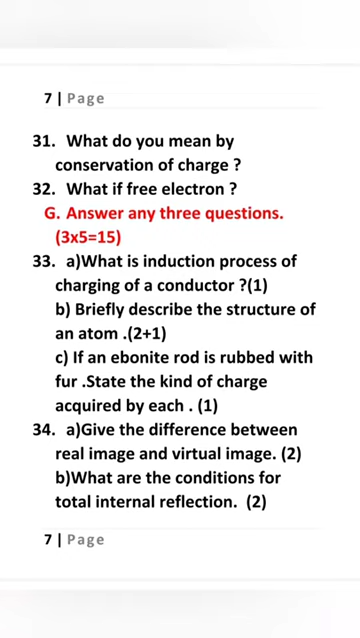 7 | Page
31. What do you mean by
conservation of charge ?
32. What if free electron ?
G. Answer any three questions.
(3x5=15)
33. a)What is induction process of
charging of a conductor ?(1)
b) Briefly describe the structure of
an atom .(2+1)
c) If an ebonite rod is rubbed with
fur .State the kind of charge
acquired by each . (1)
34. a)Give the difference between
real image and virtual image. (2)
b)What are the conditions for
total internal reflection. (2)
7 | Page